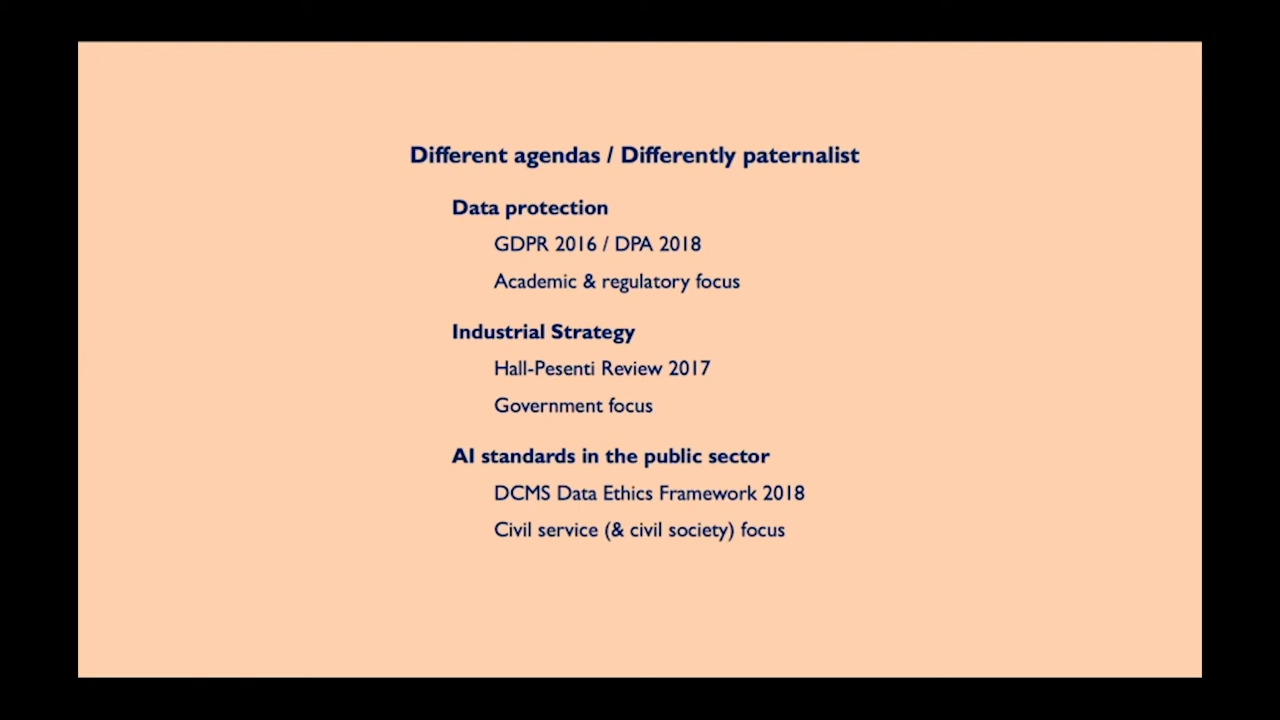 Different agendas / Differently paternalist
Data protection
GDPR 2016 / DPA 2018
Academic & regulatory focus
Industrial Strategy
Hall-Pesenti Review 2017
Government focus
AI standards in the public sector
DCMS Data Ethics Framework 2018
Civil service (& civil society) focus